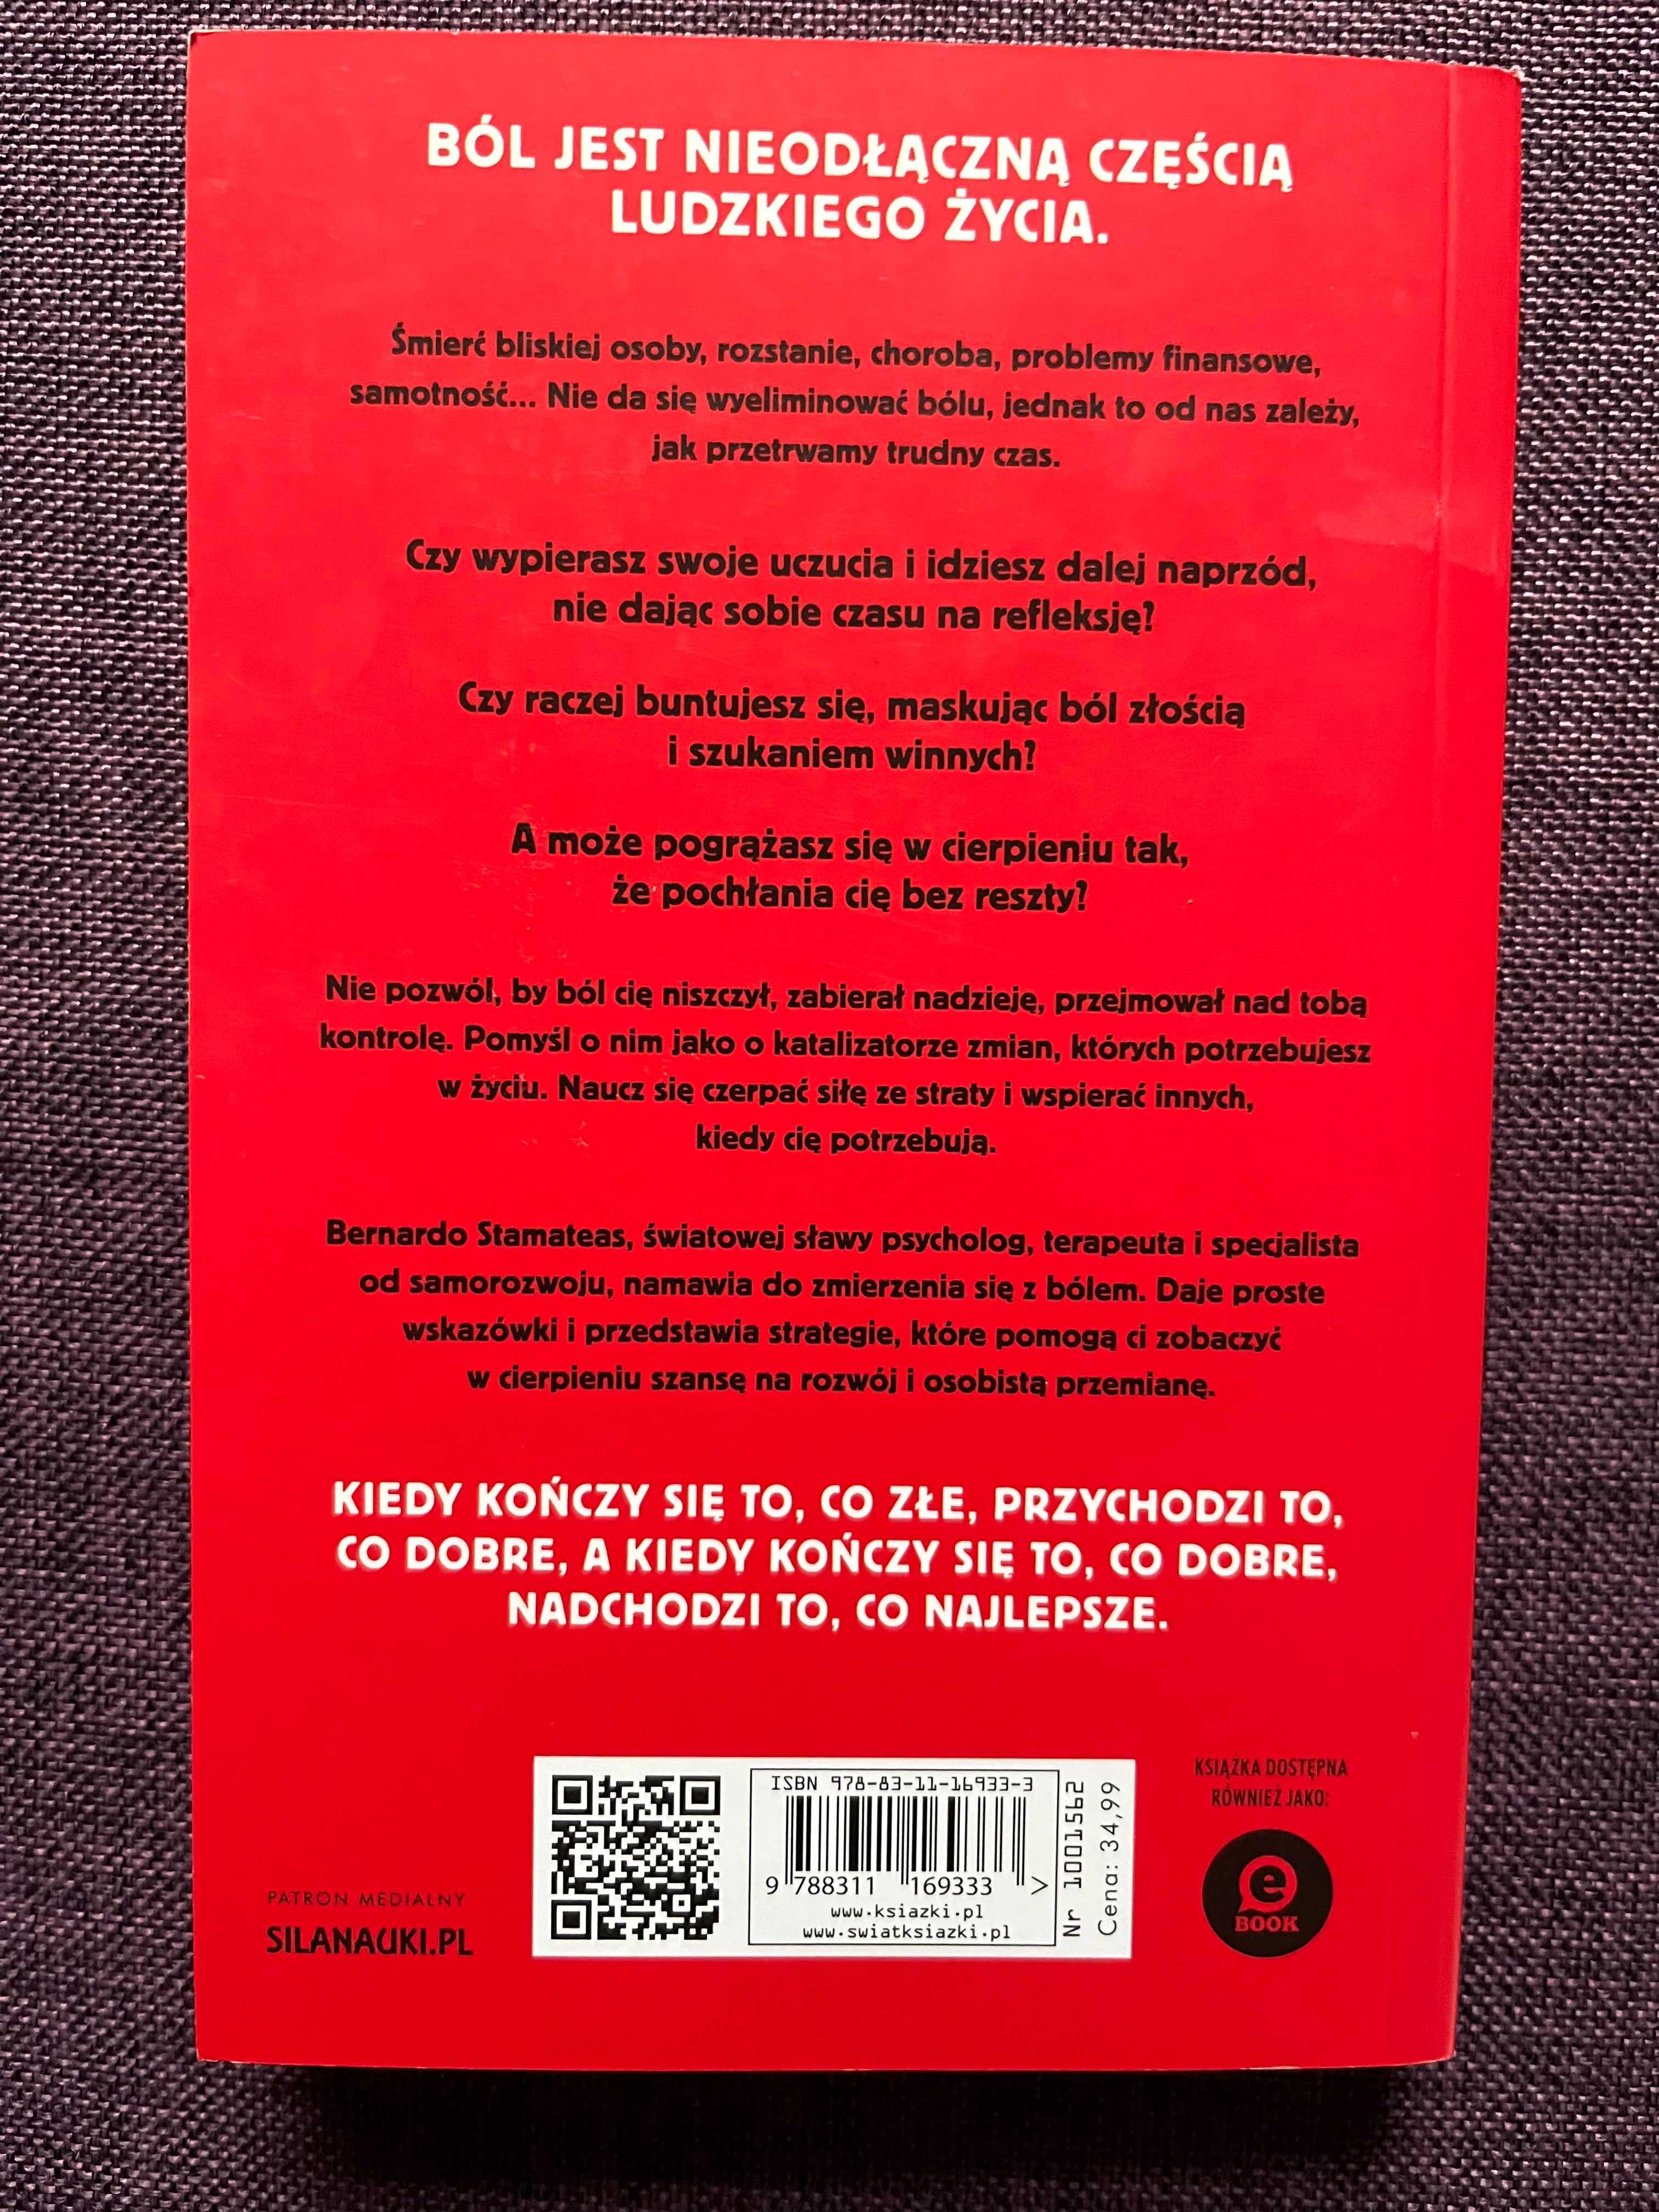 BÓL JEST NIEODŁĄCZNĄ CZĘŚCIĄ
LUDZKIEGO ŻYCIA.
Śmierć bliskiej osoby, rozstanie, choroba, problemy finansowe,
samotność... Nie da się wyeliminować bólu, jednak to od nas zależy,
jak przetrwamy trudny czas.
Czy wypierasz swoje uczucia i idziesz dalej naprzód,
nie dając sobie czasu na refleksję?
Czy raczej buntujesz się, maskując ból złością
i szukaniem winnych?
A może pogrążasz się w cierpieniu tak,
że pochłania cię bez reszty?
Nie pozwól, by ból cię niszczył, zabierał nadzieję, przejmował nad tobą
kontrolę. Pomyśl o nim jako o katalizatorze zmian, których potrzebujesz
w życiu. Naucz się czerpać siłę ze straty i wspierać innych,
kiedy cię potrzebują.
Bernardo Stamateas, światowej sławy psycholog, terapeuta i specjalista
od samorozwoju, namawia do zmierzenia się z bólem. Daje proste
wskazówki i przedstawia strategie, które pomogą ci zobaczyć
w cierpieniu szansę na rozwój i osobistą przemianę.
KIEDY KOŃCZY SIĘ TO, CO ZŁE, PRZYCHODZI TO,
CO DOBRE, A KIEDY KOŃCZY SIĘ TO, CO DOBRE,
NADCHODZI TO, CO NAJLEPSZE.
PATRON MEDIALNY
SILANAUKI.PL
ISBN 978-83-11-16933-3
9 788311 169333 >
www.ksiazki.pl
www.swiatksiazki.pl
Nr 1001562
Cena: 34,99
KSIĄŻKA DOSTĘPNA
RÓWNIEŻ JAKO:
e
BOOK